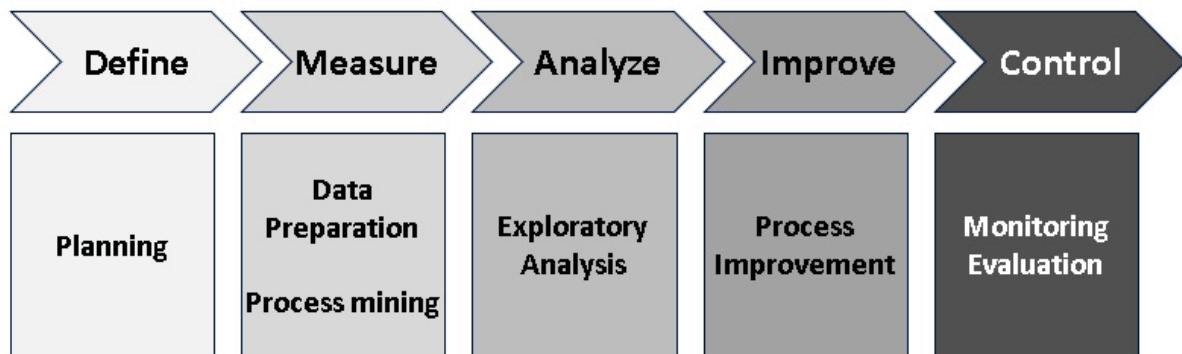 Define
Measure
Analyze
Improve
Control
Planning
Data
Preparation
Process mining
Exploratory
Analysis
Process
Improvement
Monitoring
Evaluation